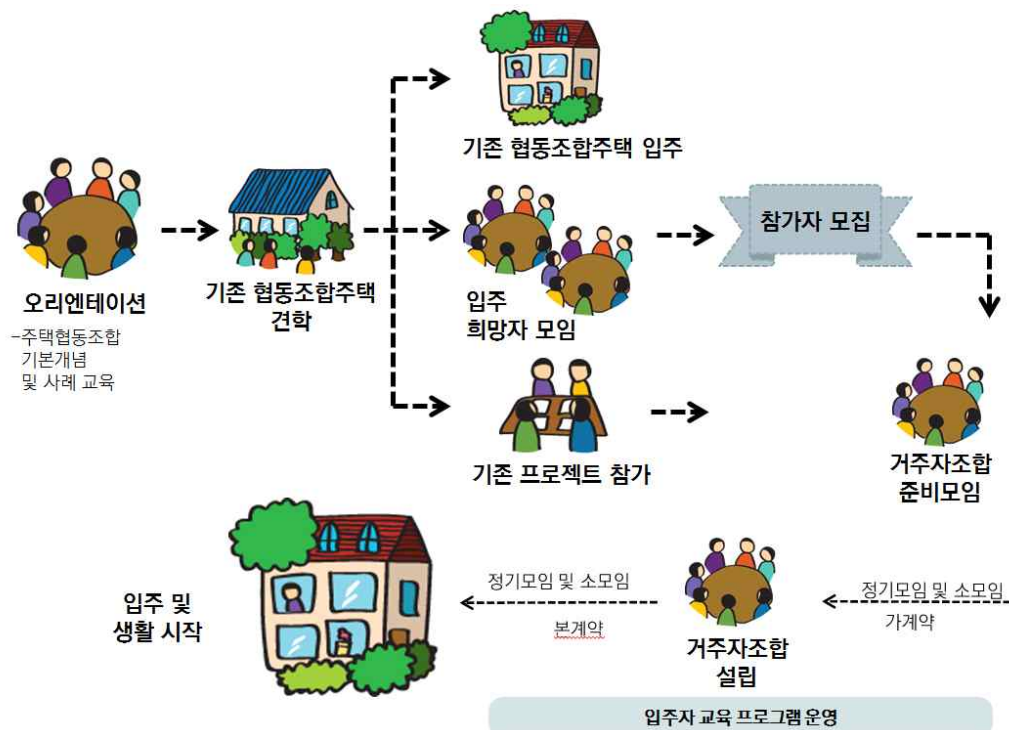 기존 협동조합주택 입주
오리엔테이션
-주택협동조합
기본개념
및 사례 교육
기존 협동조합주택
견학
입주
희망자 모임
참가자 모집
기존 프로젝트 참가
거주자조합
준비모임
정기모임 및 소모임
가계약
거주자조합
설립
정기모임 및 소모임
본계약
입주 및
생활 시작
입주자 교육 프로그램 운영